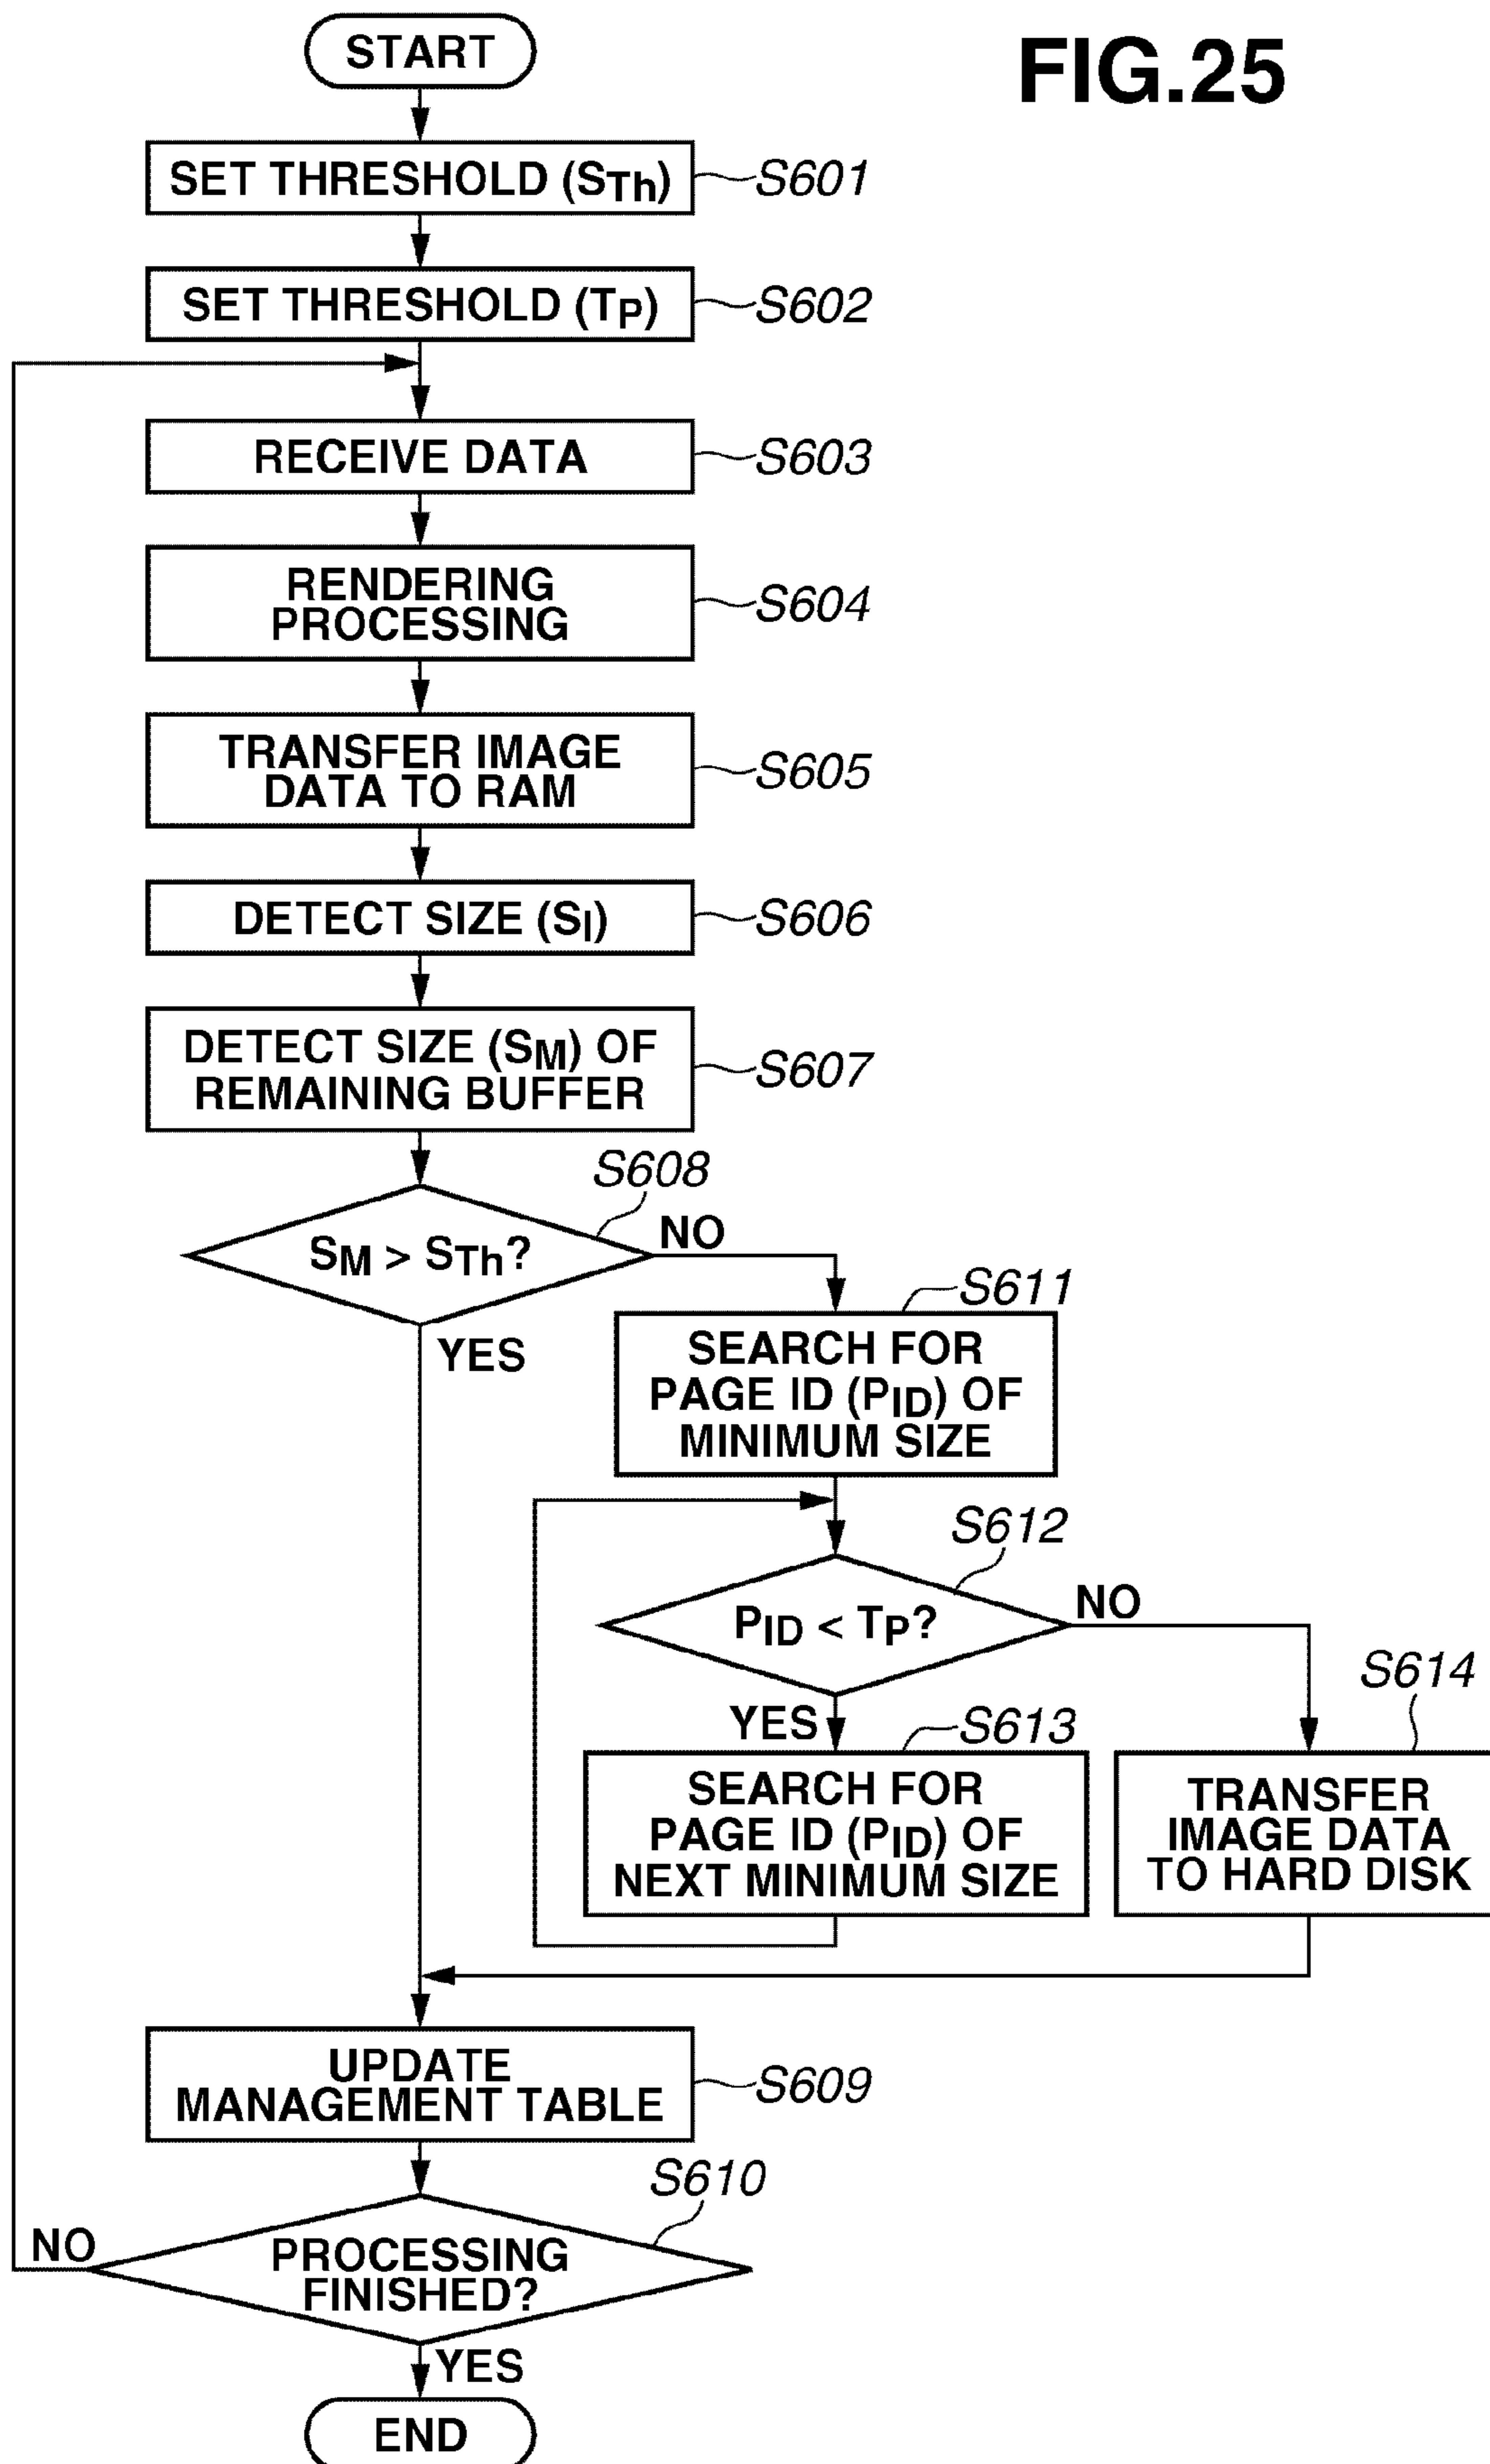 FIG.25
START
SET THRESHOLD (STh)
S601
SET THRESHOLD (TP)
S602
RECEIVE DATA
S603
RENDERING
PROCESSING
S604
TRANSFER IMAGE
DATA TO RAM
S605
DETECT SIZE (SI)
S606
DETECT SIZE (SM) OF
REMAINING BUFFER
S607
S608
SM > STh?
NO
YES
S611
SEARCH FOR
PAGE ID (PID) OF
MINIMUM SIZE
S612
PID < TP?
NO
YES
S613
SEARCH FOR
PAGE ID (PID) OF
NEXT MINIMUM SIZE
S614
TRANSFER
IMAGE DATA
TO HARD DISK
UPDATE
MANAGEMENT TABLE
S609
S610
PROCESSING
FINISHED?
NO
YES
END